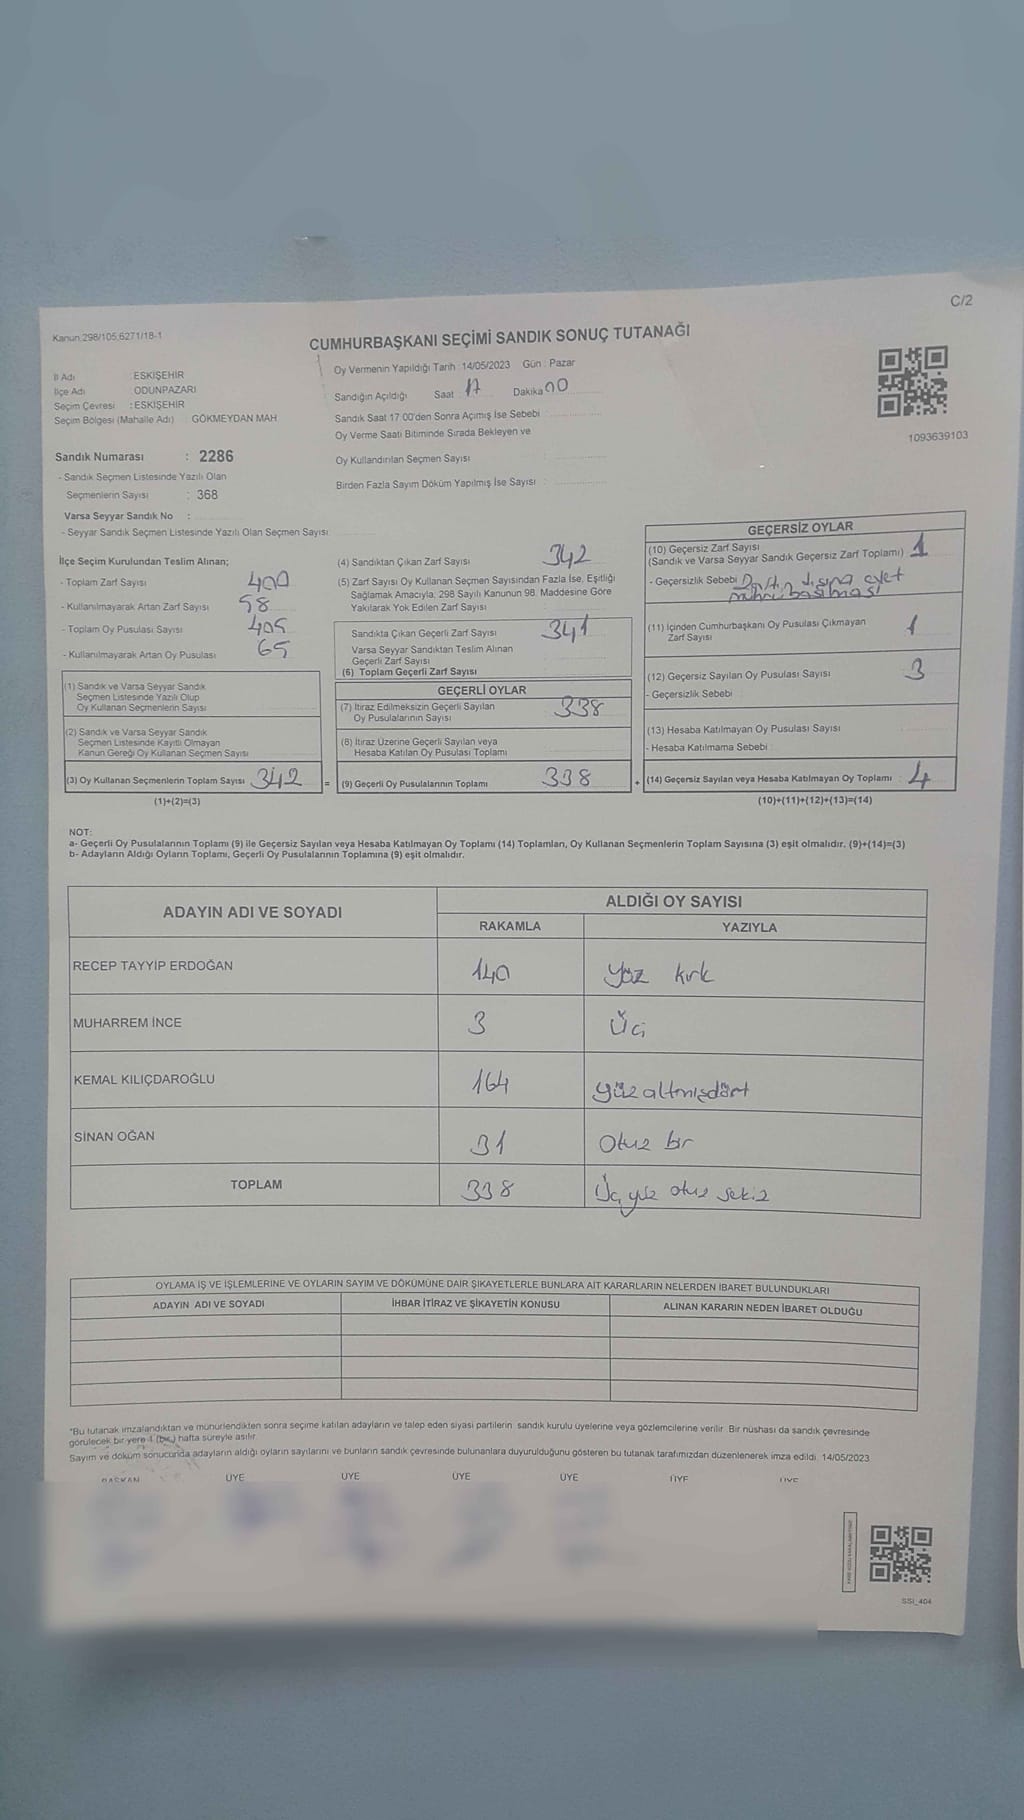 C/2
Kanun:298/105,6271/18-1
CUMHURBAŞKANI SEÇİMİ SANDIK SONUÇ TUTANAĞI
İl Adı : ESKİŞEHİR
İlçe Adı : ODUNPAZARI
Seçim Çevresi : ESKİŞEHİR
Seçim Bölgesi (Mahalle Adı) GÖKMEYDAN MAH
Sandık Numarası : 2286
- Sandık Seçmen Listesinde Yazılı Olan
Seçmenlerin Sayısı : 368
Varsa Seyyar Sandık No :
- Seyyar Sandık Seçmen Listesinde Yazılı Olan Seçmen Sayısı
Oy Vermenin Yapıldığı Tarih : 14/05/2023 Gün : Pazar
Sandığın Açıldığı Saat 17 Dakika 00
Sandık Saat 17.00'den Sonra Açımış İse Sebebi
Oy Verme Saati Bitiminde Sırada Bekleyen ve
Oy Kullandırılan Seçmen Sayısı
Birden Fazla Sayım Döküm Yapılmış İse Sayısı
1093639103
İlçe Seçim Kurulundan Teslim Alınan;
- Toplam Zarf Sayısı 400
- Kullanılmayarak Artan Zarf Sayısı 58
- Toplam Oy Pusulası Sayısı 405
- Kullanılmayarak Artan Oy Pusulası 65
(1) Sandık ve Varsa Seyyar Sandık
Seçmen Listesinde Yazılı Olup
Oy Kullanan Seçmenlerin Sayısı
(2) Sandık ve Varsa Seyyar Sandık
Seçmen Listesinde Kayıtlı Olmayan
Kanun Gereği Oy Kullanan Seçmen Sayısı
(3) Oy Kullanan Seçmenlerin Toplam Sayısı 342 =
(1)+(2)=(3)
(4) Sandıktan Çıkan Zarf Sayısı 342
(5) Zarf Sayısı Oy Kullanan Seçmen Sayısından Fazla İse, Eşitliği
Sağlamak Amacıyla; 298 Sayılı Kanunun 98. Maddesine Göre
Yakılarak Yok Edilen Zarf Sayısı
Sandıkta Çıkan Geçerli Zarf Sayısı 341
Varsa Seyyar Sandıktan Teslim Alınan
Geçerli Zarf Sayısı
(6) Toplam Geçerli Zarf Sayısı
GEÇERLİ OYLAR
(7) İtiraz Edilmeksizin Geçerli Sayılan
Oy Pusulalarının Sayısı 338
(8) İtiraz Üzerine Geçerli Sayılan veya
Hesaba Katılan Oy Pusulası Toplamı
(9) Geçerli Oy Pusulalarının Toplamı 338 +
GEÇERSİZ OYLAR
(10) Geçersiz Zarf Sayısı
(Sandık ve Varsa Seyyar Sandık Geçersiz Zarf Toplamı) 1
- Geçersizlik Sebebi dışına evet
mührü basılması
(11) İçinden Cumhurbaşkanı Oy Pusulası Çıkmayan
Zarf Sayısı 1
(12) Geçersiz Sayılan Oy Pusulası Sayısı 3
- Geçersizlik Sebebi
(13) Hesaba Katılmayan Oy Pusulası Sayısı
- Hesaba Katılmama Sebebi
(14) Geçersiz Sayılan veya Hesaba Katılmayan Oy Toplamı : 4
(10)+(11)+(12)+(13)=(14)
NOT:
a- Geçerli Oy Pusulalarının Toplamı (9) ile Geçersiz Sayılan veya Hesaba Katılmayan Oy Toplamı (14) Toplamları, Oy Kullanan Seçmenlerin Toplam Sayısına (3) eşit olmalıdır. (9)+(14)=(3)
b- Adayların Aldığı Oyların Toplamı, Geçerli Oy Pusulalarının Toplamına (9) eşit olmalıdır.
ADAYIN ADI VE SOYADI ALDIĞI OY SAYISI
RAKAMLA YAZIYLA
RECEP TAYYİP ERDOĞAN 140 Yüz kırk
MUHARREM İNCE 3 Üç
KEMAL KILIÇDAROĞLU 164 yüzaltmışdört
SİNAN OĞAN 31 Otuz bir
TOPLAM 338 Üç yüz otuz sekiz
OYLAMA İŞ VE İŞLEMLERİNE VE OYLARIN SAYIM VE DÖKÜMÜNE DAİR ŞİKAYETLERLE BUNLARA AİT KARARLARIN NELERDEN İBARET BULUNDUKLARI
ADAYIN ADI VE SOYADI İHBAR İTİRAZ VE ŞİKAYETİN KONUSU ALINAN KARARIN NEDEN İBARET OLDUĞU
*Bu tutanak imzalandıktan ve mühürlendikten sonra seçime katılan adayların ve talep eden siyasi partilerin sandık kurulu üyelerine veya gözlemcilerine verilir. Bir nüshası da sandık çevresinde
görülecek bir yere 1 (bir) hafta süreyle asılır.
Sayım ve döküm sonucunda adayların aldığı oyların sayılarını ve bunların sandık çevresinde bulunanlara duyurulduğunu gösteren bu tutanak tarafımızdan düzenlenerek imza edildi. 14/05/2023
BAŞKAN ÜYE ÜYE ÜYE ÜYE ÜYE ÜYE
SSI_404